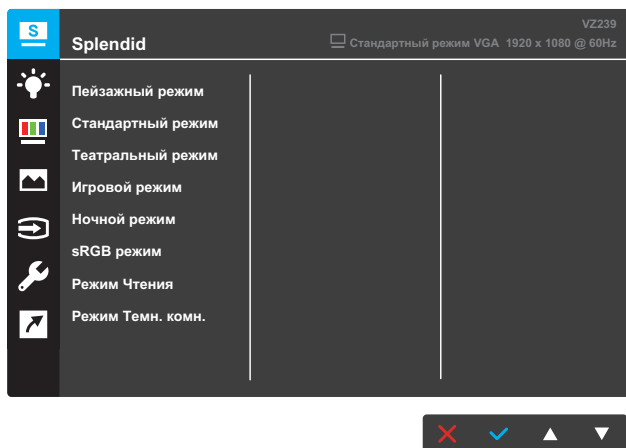 S
VZ239
Splendid
Стандартный режим VGA 1920 x 1080 @ 60Hz
Пейзажный режим
Стандартный режим
Театральный режим
Игровой режим
Ночной режим
sRGB режим
Режим Чтения
Режим Темн. комн.